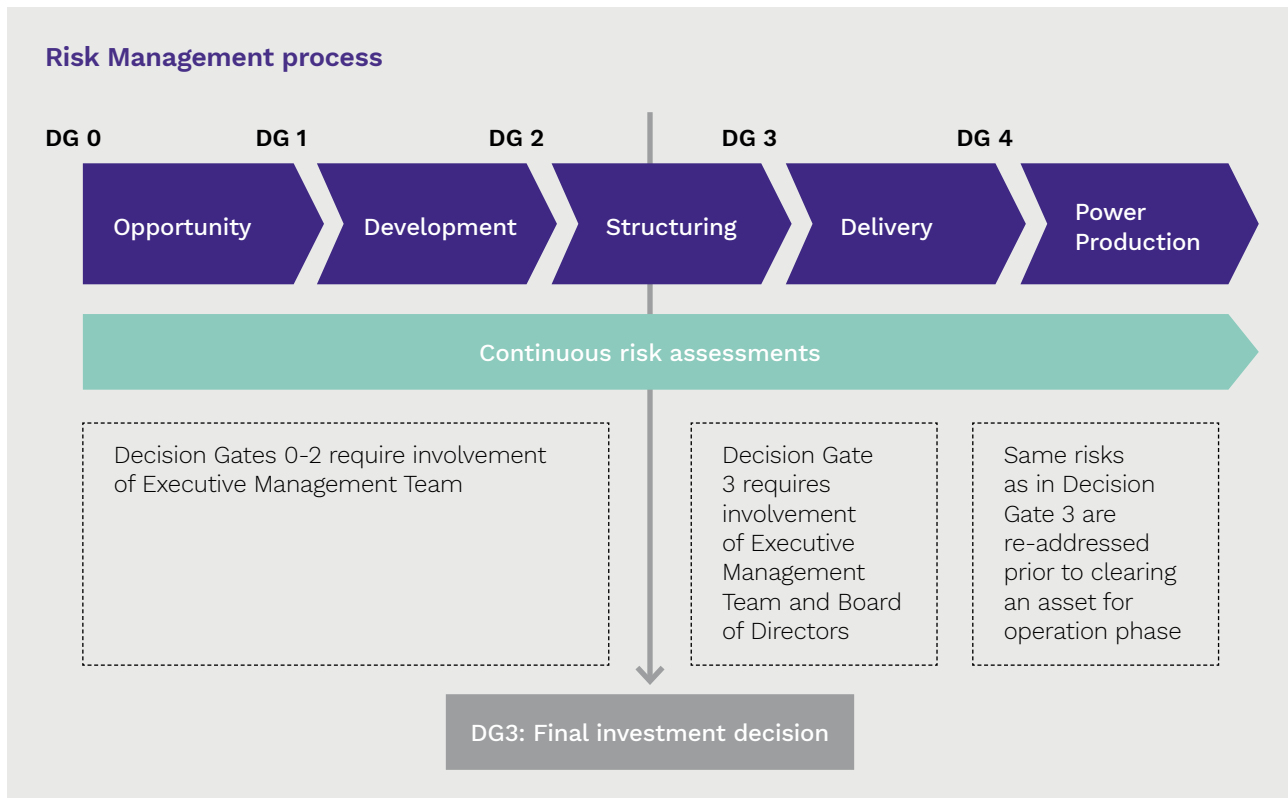 Risk Management process
DG 0
DG 1
DG 2
DG 3
DG 4
Opportunity
Development
Structuring
Delivery
Power
Production
Continuous risk assessments
Decision Gates 0-2 require involvement
of Executive Management Team
Decision Gate
3 requires
involvement
of Executive
Management
Team and Board
of Directors
Same risks
as in Decision
Gate 3 are
re-addressed
prior to clearing
an asset for
operation phase
DG3: Final investment decision